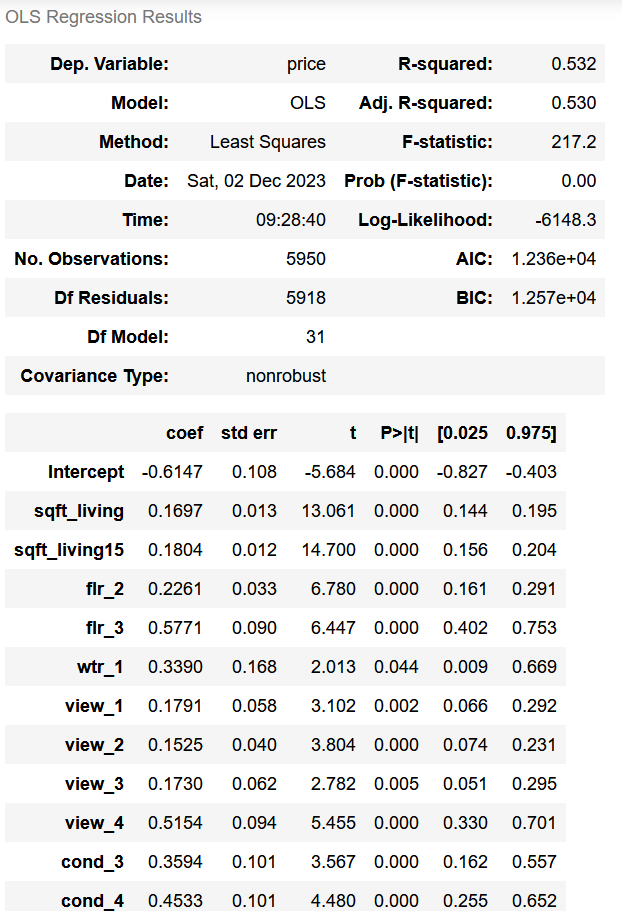 OLS Regression Results
Dep. Variable: price R-squared: 0.532
Model: OLS Adj. R-squared: 0.530
Method: Least Squares F-statistic: 217.2
Date: Sat, 02 Dec 2023 Prob (F-statistic): 0.00
Time: 09:28:40 Log-Likelihood: -6148.3
No. Observations: 5950 AIC: 1.236e+04
Df Residuals: 5918 BIC: 1.257e+04
Df Model: 31
Covariance Type: nonrobust
coef std err t P>|t| [0.025 0.975]
Intercept -0.6147 0.108 -5.684 0.000 -0.827 -0.403
sqft_living 0.1697 0.013 13.061 0.000 0.144 0.195
sqft_living15 0.1804 0.012 14.700 0.000 0.156 0.204
flr_2 0.2261 0.033 6.780 0.000 0.161 0.291
flr_3 0.5771 0.090 6.447 0.000 0.402 0.753
wtr_1 0.3390 0.168 2.013 0.044 0.009 0.669
view_1 0.1791 0.058 3.102 0.002 0.066 0.292
view_2 0.1525 0.040 3.804 0.000 0.074 0.231
view_3 0.1730 0.062 2.782 0.005 0.051 0.295
view_4 0.5154 0.094 5.455 0.000 0.330 0.701
cond_3 0.3594 0.101 3.567 0.000 0.162 0.557
cond_4 0.4533 0.101 4.480 0.000 0.255 0.652